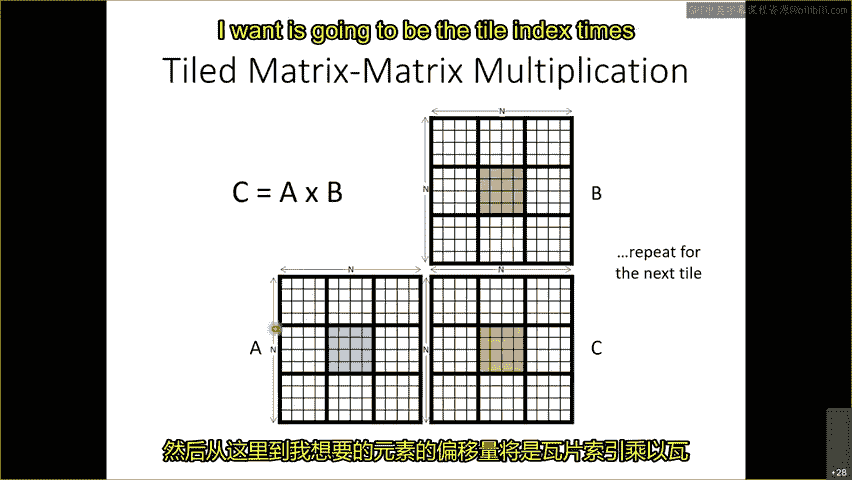 I want is going to be the tile index times
Tiled Matrix-Matrix Multiplication
N
C = A x B
N
B
…repeat for
the next tile
N
N
A
N
N
C
然后从这里到我想要的元素的偏移量将是瓦片索引乘以瓦
+28